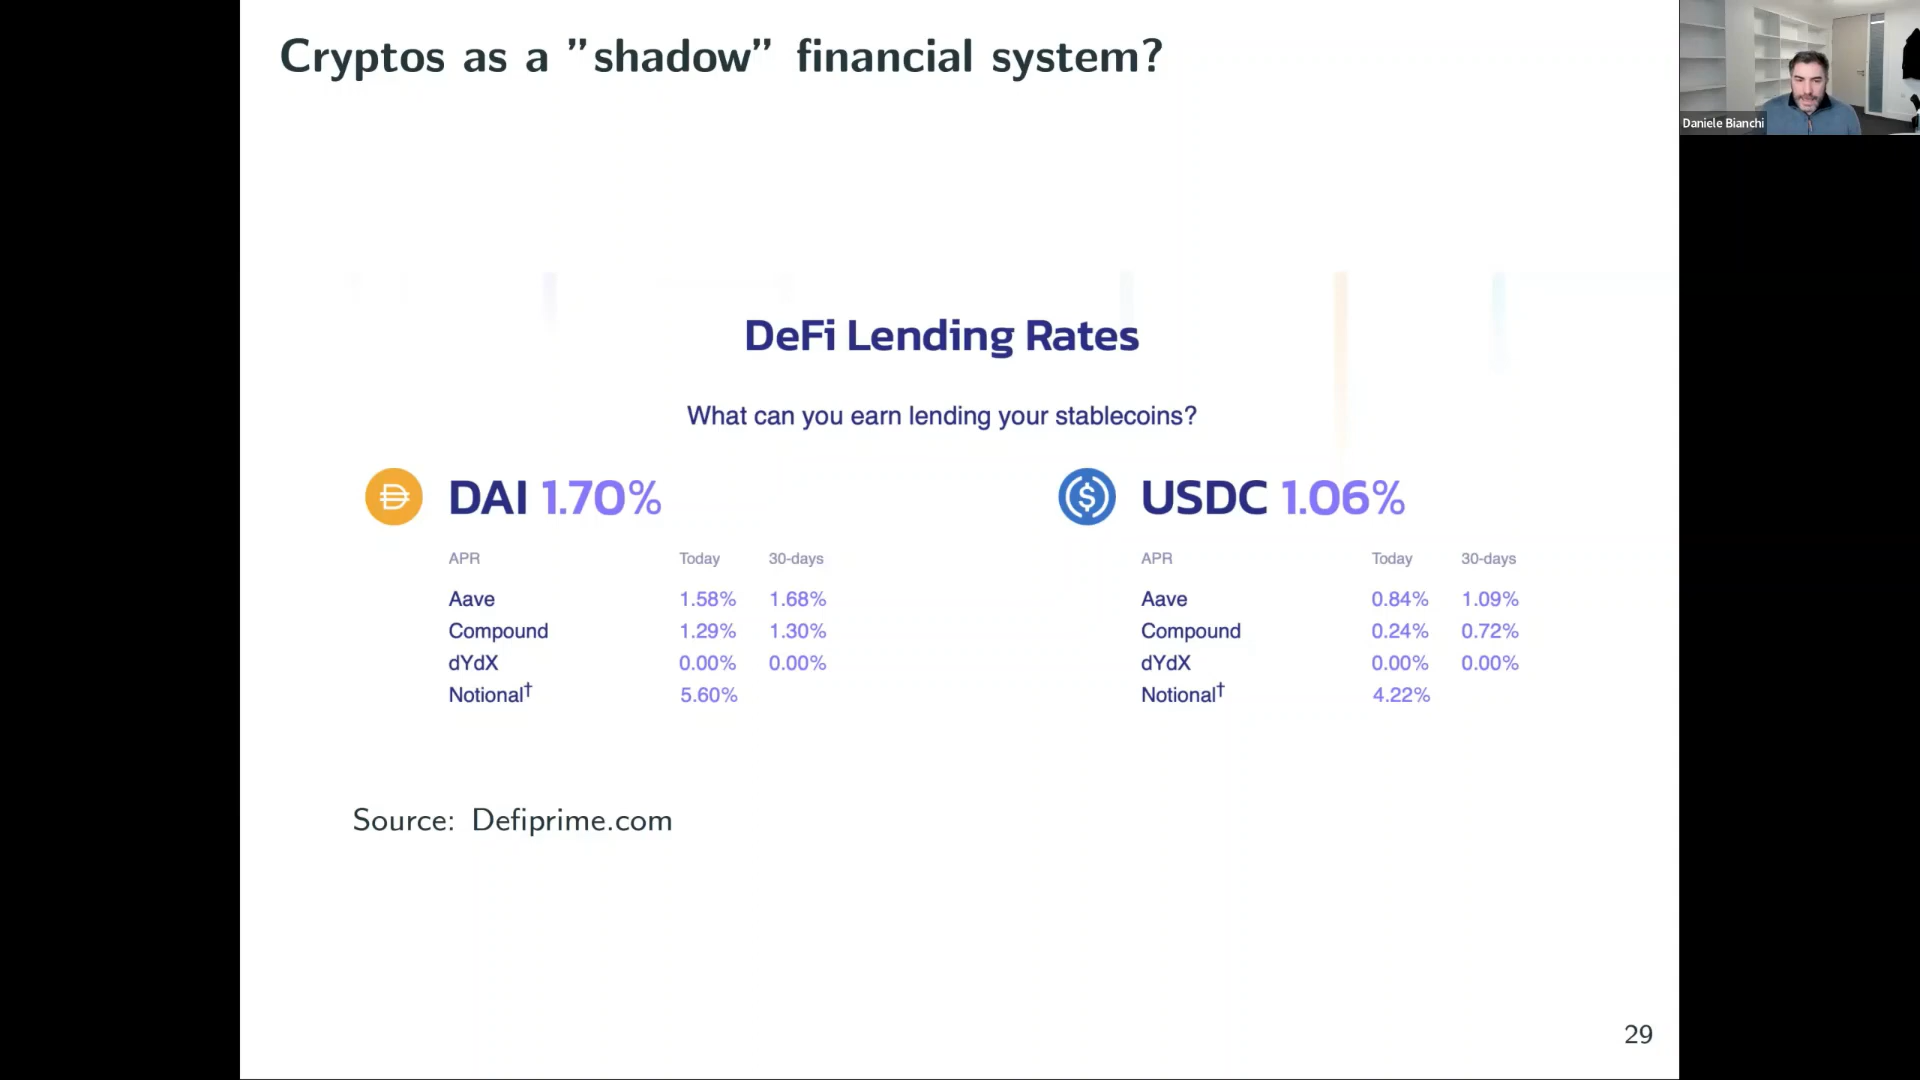 Cryptos as a ”shadow” financial system?
Daniele Bianchi
DeFi Lending Rates
What can you earn lending your stablecoins?
DAI 1.70%
APR Today 30-days
Aave 1.58% 1.68%
Compound 1.29% 1.30%
dYdX 0.00% 0.00%
Notional† 5.60%
USDC 1.06%
APR Today 30-days
Aave 0.84% 1.09%
Compound 0.24% 0.72%
dYdX 0.00% 0.00%
Notional† 4.22%
Source: Defiprime.com
29